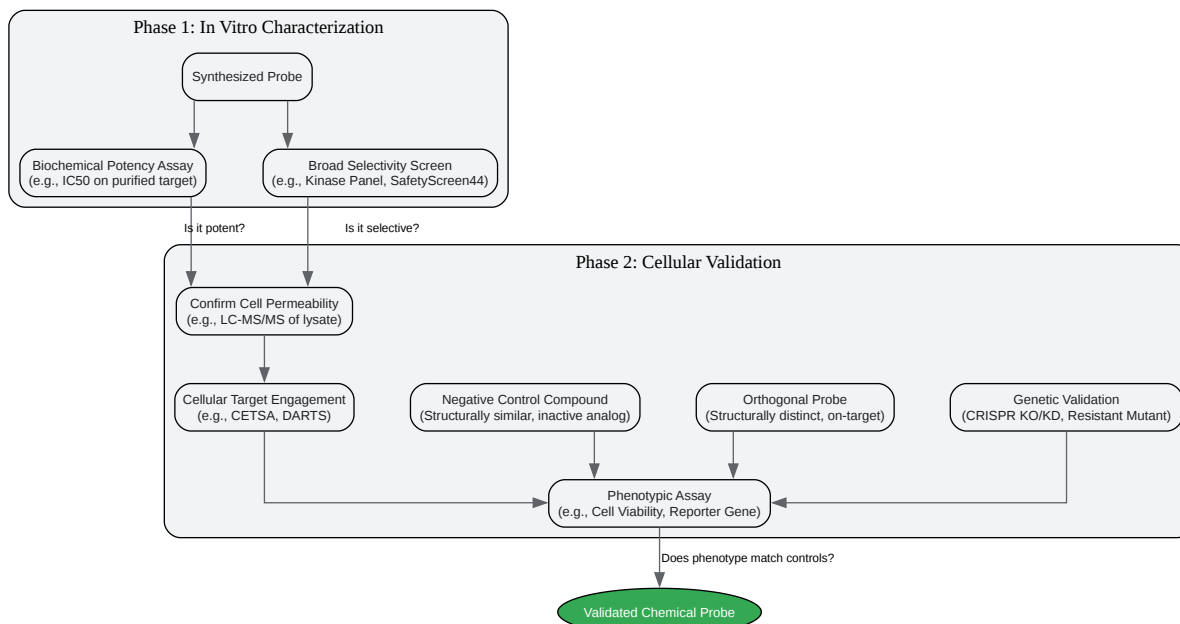 Phase 1: In Vitro Characterization
Synthesized Probe
Biochemical Potency Assay
(e.g., IC50 on purified target)
Broad Selectivity Screen
(e.g., Kinase Panel, SafetyScreen44)
Is it potent?
Is it selective?
Phase 2: Cellular Validation
Confirm Cell Permeability
(e.g., LC-MS/MS of lysate)
Cellular Target Engagement
(e.g., CETSA, DARTS)
Negative Control Compound
(Structurally similar, inactive analog)
Orthogonal Probe
(Structurally distinct, on-target)
Genetic Validation
(CRISPR KO/KD, Resistant Mutant)
Phenotypic Assay
(e.g., Cell Viability, Reporter Gene)
Does phenotype match controls?
Validated Chemical Probe